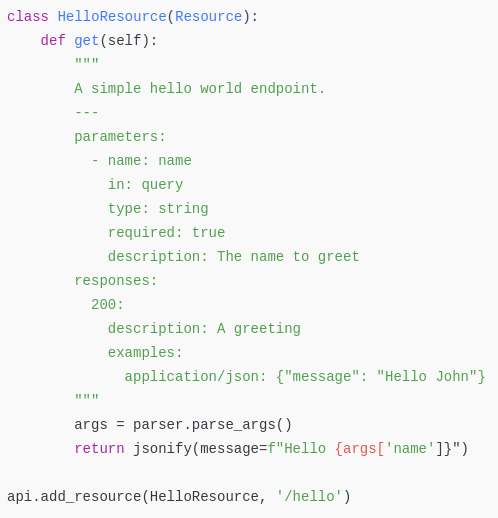 class HelloResource(Resource):
    def get(self):
        """
        A simple hello world endpoint.
        ---
        parameters:
          - name: name
            in: query
            type: string
            required: true
            description: The name to greet
        responses:
          200:
            description: A greeting
            examples:
              application/json: {"message": "Hello John"}
        """
        args = parser.parse_args()
        return jsonify(message=f"Hello {args['name']}")

api.add_resource(HelloResource, '/hello')